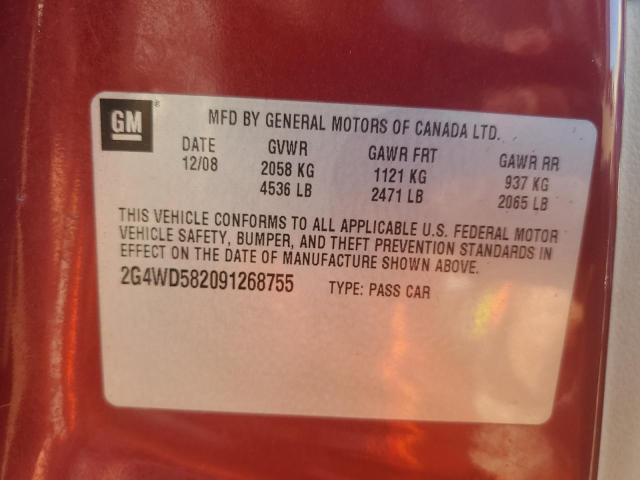 GM
MFD BY GENERAL MOTORS OF CANADA LTD.
DATE GVWR GAWR FRT GAWR RR
12/08 2058 KG 1121 KG 937 KG
4536 LB 2471 LB 2065 LB
THIS VEHICLE CONFORMS TO ALL APPLICABLE U.S. FEDERAL MOTOR
VEHICLE SAFETY, BUMPER, AND THEFT PREVENTION STANDARDS IN
EFFECT ON THE DATE OF MANUFACTURE SHOWN ABOVE.
2G4WD582091268755 TYPE: PASS CAR